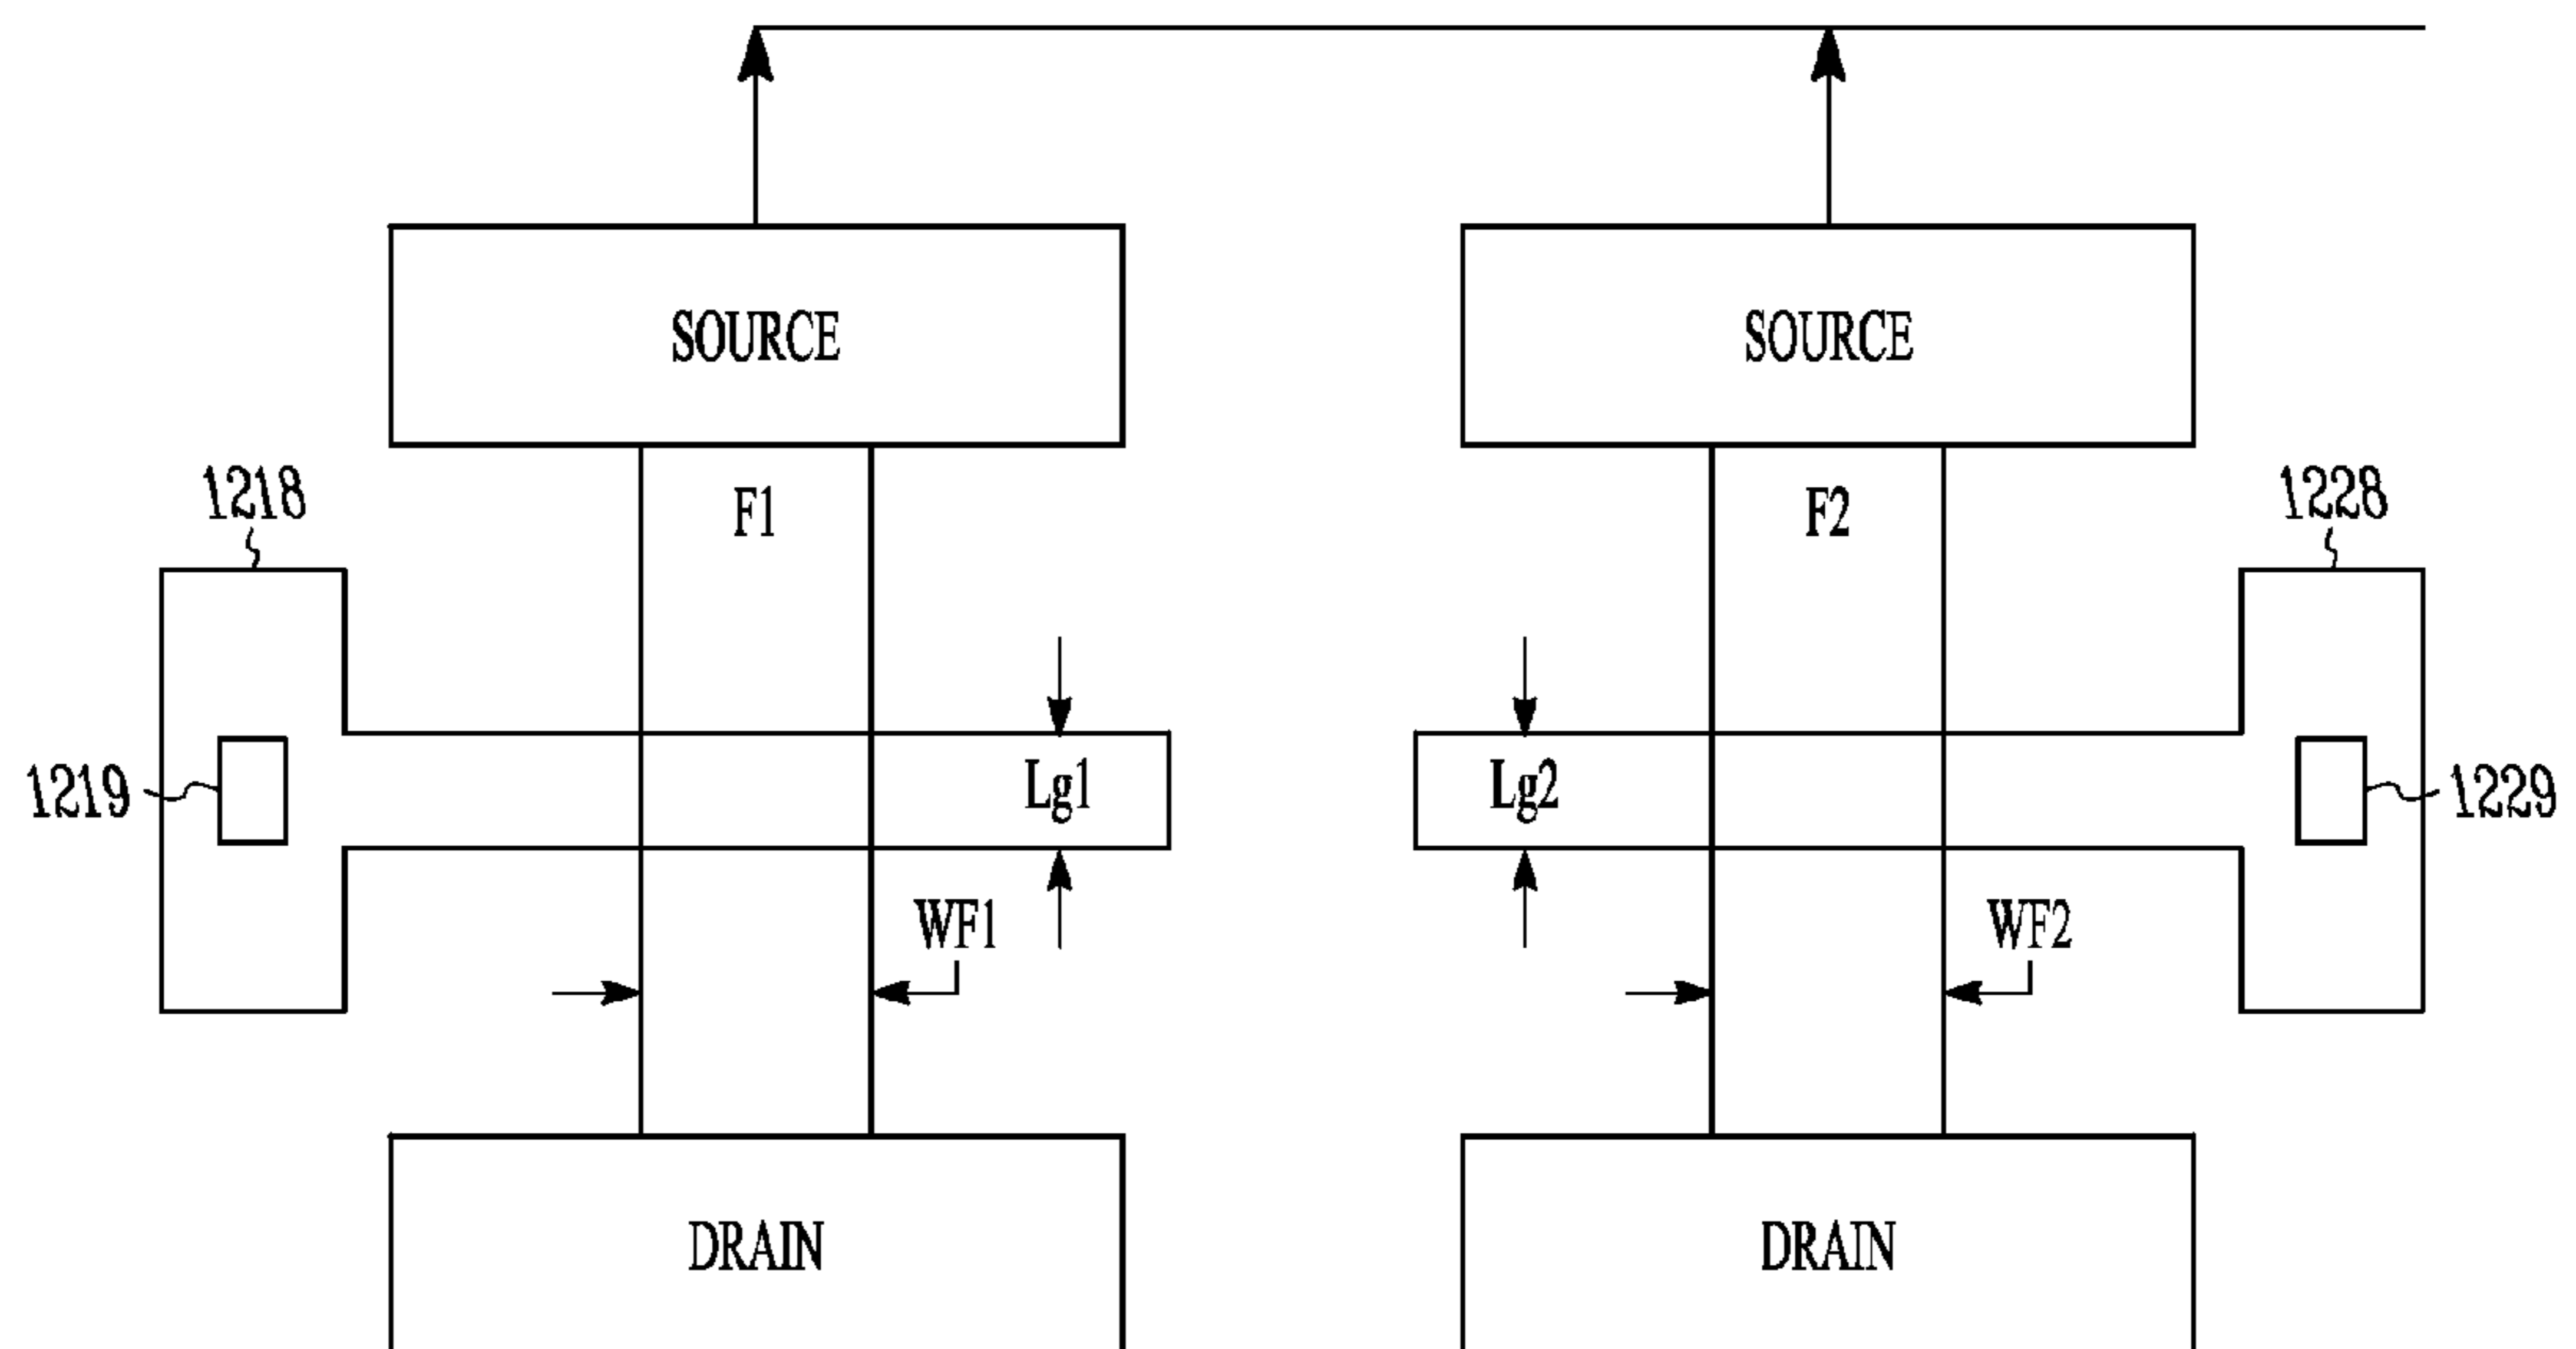 SOURCE SOURCE
F1 F2
1218 1228
Lg1 Lg2
1219 1229
WF1 WF2
DRAIN DRAIN